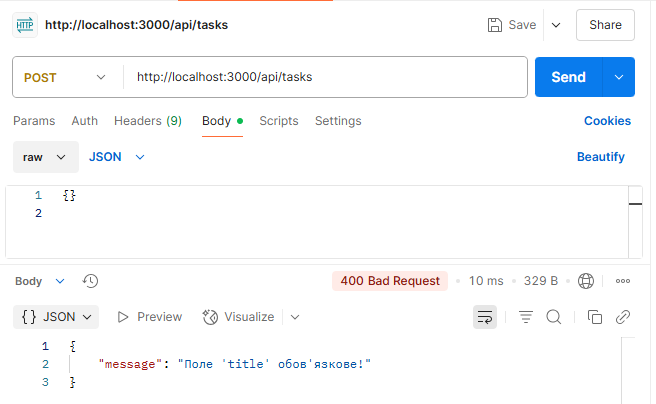 HTTP http://localhost:3000/api/tasks Save Share
POST http://localhost:3000/api/tasks Send
Params Auth Headers (9) Body Scripts Settings Cookies
raw JSON Beautify
1 {}
2
Body 400 Bad Request 10 ms 329 B
{} JSON Preview Visualize
1 {
2 "message": "Поле 'title' обов'язкове!"
3 }